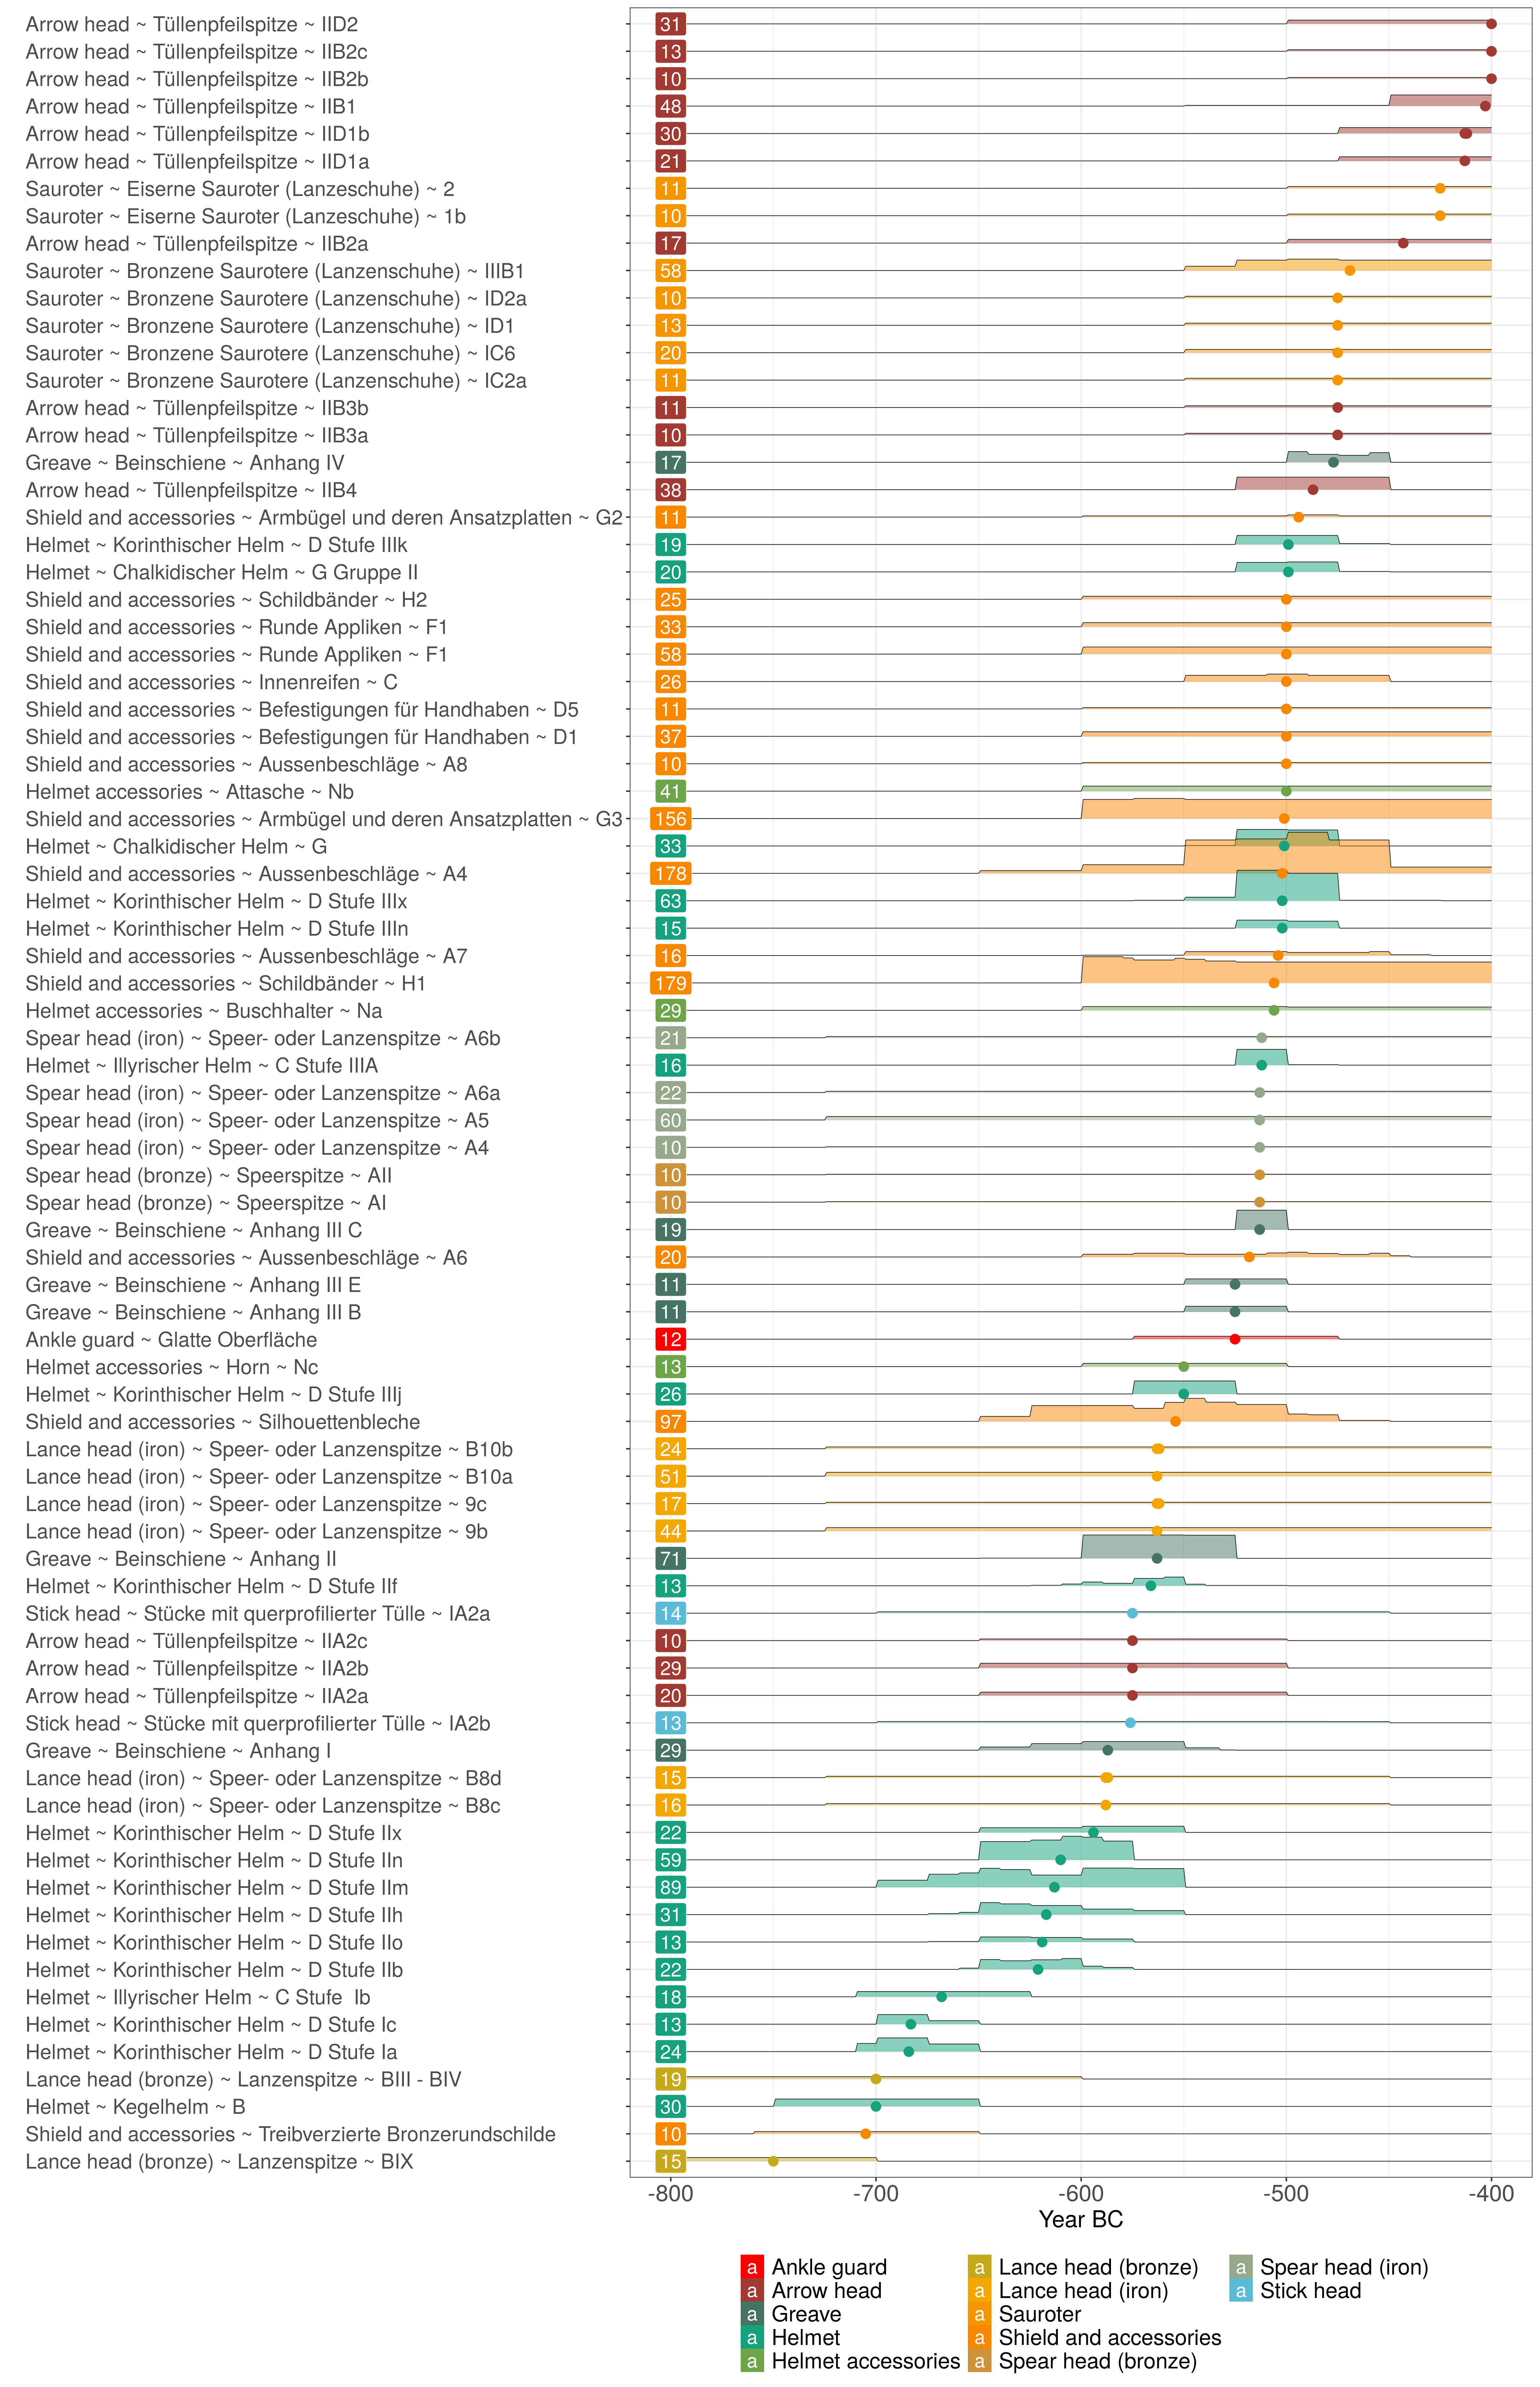 Arrow head ~ Tüllenpfeilspitze ~ IID2 31
Arrow head ~ Tüllenpfeilspitze ~ IIB2c 13
Arrow head ~ Tüllenpfeilspitze ~ IIB2b 10
Arrow head ~ Tüllenpfeilspitze ~ IIB1 48
Arrow head ~ Tüllenpfeilspitze ~ IID1b 30
Arrow head ~ Tüllenpfeilspitze ~ IID1a 21
Sauroter ~ Eiserne Sauroter (Lanzeschuhe) ~ 2 11
Sauroter ~ Eiserne Sauroter (Lanzeschuhe) ~ 1b 10
Arrow head ~ Tüllenpfeilspitze ~ IIB2a 17
Sauroter ~ Bronzene Saurotere (Lanzenschuhe) ~ IIIB1 58
Sauroter ~ Bronzene Saurotere (Lanzenschuhe) ~ ID2a 10
Sauroter ~ Bronzene Saurotere (Lanzenschuhe) ~ ID1 13
Sauroter ~ Bronzene Saurotere (Lanzenschuhe) ~ IC6 20
Sauroter ~ Bronzene Saurotere (Lanzenschuhe) ~ IC2a 11
Arrow head ~ Tüllenpfeilspitze ~ IIB3b 11
Arrow head ~ Tüllenpfeilspitze ~ IIB3a 10
Greave ~ Beinschiene ~ Anhang IV 17
Arrow head ~ Tüllenpfeilspitze ~ IIB4 38
Shield and accessories ~ Armbügel und deren Ansatzplatten ~ G2 11
Helmet ~ Korinthischer Helm ~ D Stufe IIIk 19
Helmet ~ Chalkidischer Helm ~ G Gruppe II 20
Shield and accessories ~ Schildbänder ~ H2 25
Shield and accessories ~ Runde Appliken ~ F1 33
Shield and accessories ~ Runde Appliken ~ F1 58
Shield and accessories ~ Innenreifen ~ C 26
Shield and accessories ~ Befestigungen für Handhaben ~ D5 11
Shield and accessories ~ Befestigungen für Handhaben ~ D1 37
Shield and accessories ~ Aussenbeschläge ~ A8 10
Helmet accessories ~ Attasche ~ Nb 41
Shield and accessories ~ Armbügel und deren Ansatzplatten ~ G3 156
Helmet ~ Chalkidischer Helm ~ G 33
Shield and accessories ~ Aussenbeschläge ~ A4 178
Helmet ~ Korinthischer Helm ~ D Stufe IIIx 63
Helmet ~ Korinthischer Helm ~ D Stufe IIIn 15
Shield and accessories ~ Aussenbeschläge ~ A7 16
Shield and accessories ~ Schildbänder ~ H1 179
Helmet accessories ~ Buschhalter ~ Na 29
Spear head (iron) ~ Speer- oder Lanzenspitze ~ A6b 21
Helmet ~ Illyrischer Helm ~ C Stufe IIIA 16
Spear head (iron) ~ Speer- oder Lanzenspitze ~ A6a 22
Spear head (iron) ~ Speer- oder Lanzenspitze ~ A5 60
Spear head (iron) ~ Speer- oder Lanzenspitze ~ A4 10
Spear head (bronze) ~ Speerspitze ~ AII 10
Spear head (bronze) ~ Speerspitze ~ AI 10
Greave ~ Beinschiene ~ Anhang III C 19
Shield and accessories ~ Aussenbeschläge ~ A6 20
Greave ~ Beinschiene ~ Anhang III E 11
Greave ~ Beinschiene ~ Anhang III B 11
Ankle guard ~ Glatte Oberfläche 12
Helmet accessories ~ Horn ~ Nc 13
Helmet ~ Korinthischer Helm ~ D Stufe IIIj 26
Shield and accessories ~ Silhouettenbleche 97
Lance head (iron) ~ Speer- oder Lanzenspitze ~ B10b 24
Lance head (iron) ~ Speer- oder Lanzenspitze ~ B10a 51
Lance head (iron) ~ Speer- oder Lanzenspitze ~ 9c 17
Lance head (iron) ~ Speer- oder Lanzenspitze ~ 9b 44
Greave ~ Beinschiene ~ Anhang II 71
Helmet ~ Korinthischer Helm ~ D Stufe IIf 13
Stick head ~ Stücke mit querprofilierter Tülle ~ IA2a 14
Arrow head ~ Tüllenpfeilspitze ~ IIA2c 10
Arrow head ~ Tüllenpfeilspitze ~ IIA2b 29
Arrow head ~ Tüllenpfeilspitze ~ IIA2a 20
Stick head ~ Stücke mit querprofilierter Tülle ~ IA2b 13
Greave ~ Beinschiene ~ Anhang I 29
Lance head (iron) ~ Speer- oder Lanzenspitze ~ B8d 15
Lance head (iron) ~ Speer- oder Lanzenspitze ~ B8c 16
Helmet ~ Korinthischer Helm ~ D Stufe IIx 22
Helmet ~ Korinthischer Helm ~ D Stufe IIn 59
Helmet ~ Korinthischer Helm ~ D Stufe IIm 89
Helmet ~ Korinthischer Helm ~ D Stufe IIh 31
Helmet ~ Korinthischer Helm ~ D Stufe IIo 13
Helmet ~ Korinthischer Helm ~ D Stufe IIb 22
Helmet ~ Illyrischer Helm ~ C Stufe  Ib 18
Helmet ~ Korinthischer Helm ~ D Stufe Ic 13
Helmet ~ Korinthischer Helm ~ D Stufe Ia 24
Lance head (bronze) ~ Lanzenspitze ~ BIII - BIV 19
Helmet ~ Kegelhelm ~ B 30
Shield and accessories ~ Treibverzierte Bronzerundschilde 10
Lance head (bronze) ~ Lanzenspitze ~ BIX 15
-800 -700 -600 -500 -400
Year BC
a Ankle guard a Lance head (bronze) a Spear head (iron)
a Arrow head a Lance head (iron) a Stick head
a Greave a Sauroter
a Helmet a Shield and accessories
a Helmet accessories a Spear head (bronze)